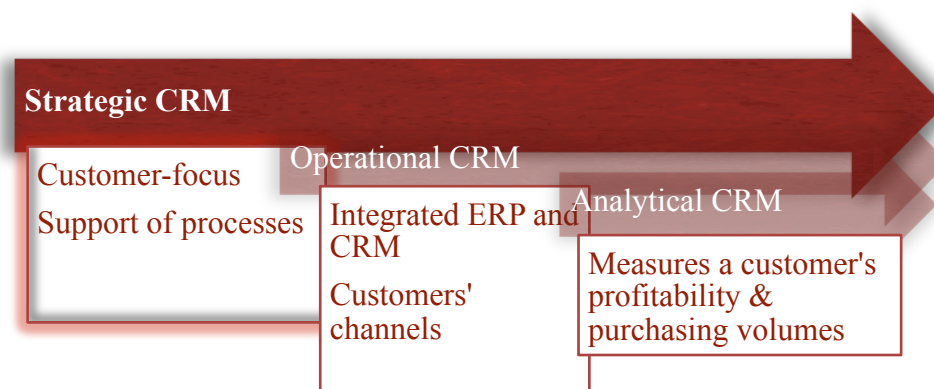 Strategic CRM
Customer-focus
Support of processes
Operational CRM
Integrated ERP and
CRM
Customers'
channels
Analytical CRM
Measures a customer's
profitability &
purchasing volumes